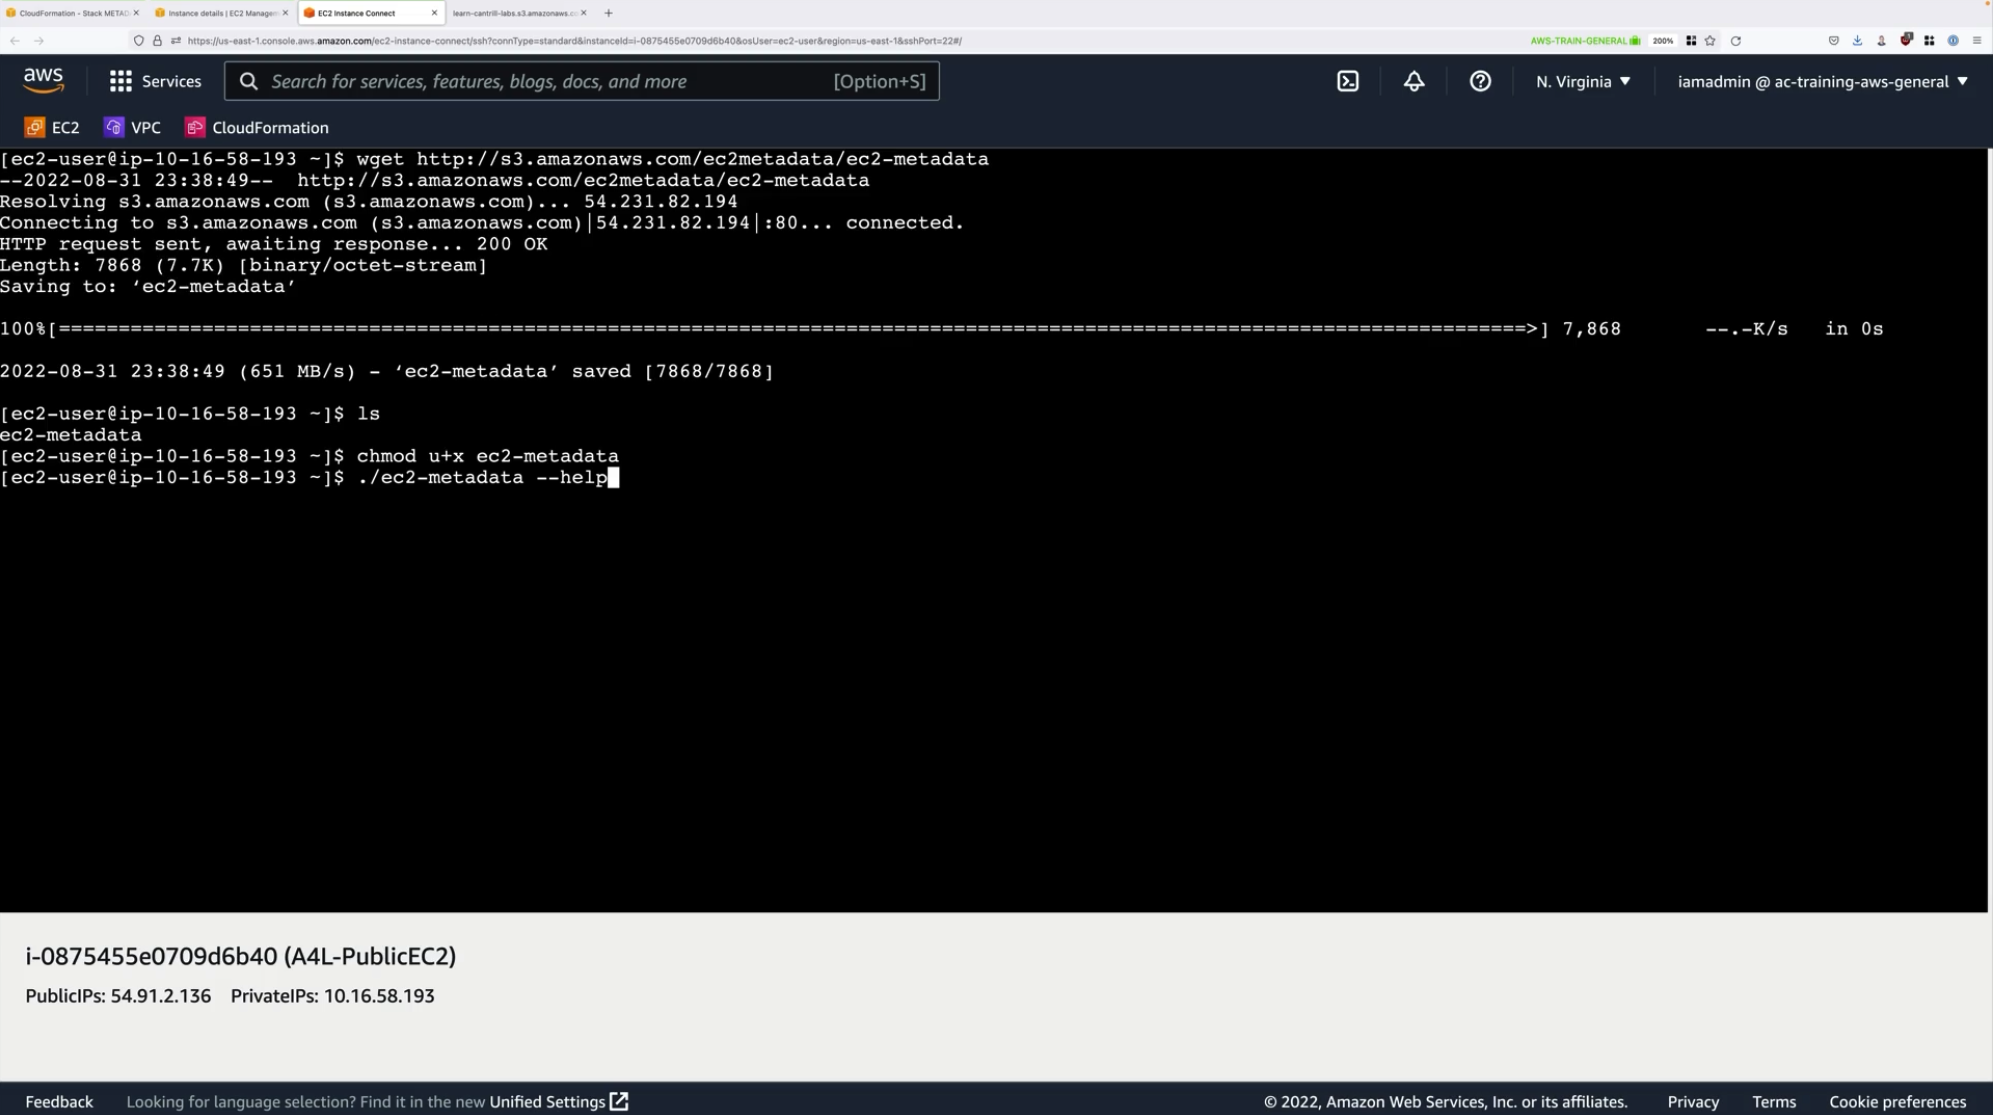 CloudFormation - Stack METAD
Instance details | EC2 Managem
EC2 Instance Connect
learn-cantrill-labs.s3.amazonaws.co
https://us-east-1.console.aws.amazon.com/ec2-instance-connect/ssh?connType=standard&instanceId=i-0875455e0709d6b40&osUser=ec2-user&region=us-east-1&sshPort=22#/
AWS-TRAIN-GENERAL
200%
aws
Services
Search for services, features, blogs, docs, and more
[Option+S]
N. Virginia
iamadmin @ ac-training-aws-general
EC2
VPC
CloudFormation
[ec2-user@ip-10-16-58-193 ~]$ wget http://s3.amazonaws.com/ec2metadata/ec2-metadata
--2022-08-31 23:38:49--  http://s3.amazonaws.com/ec2metadata/ec2-metadata
Resolving s3.amazonaws.com (s3.amazonaws.com)... 54.231.82.194
Connecting to s3.amazonaws.com (s3.amazonaws.com)|54.231.82.194|:80... connected.
HTTP request sent, awaiting response... 200 OK
Length: 7868 (7.7K) [binary/octet-stream]
Saving to: ‘ec2-metadata’
100%[===========================================================================================================================>] 7,868       --.-K/s   in 0s
2022-08-31 23:38:49 (651 MB/s) - ‘ec2-metadata’ saved [7868/7868]
[ec2-user@ip-10-16-58-193 ~]$ ls
ec2-metadata
[ec2-user@ip-10-16-58-193 ~]$ chmod u+x ec2-metadata
[ec2-user@ip-10-16-58-193 ~]$ ./ec2-metadata --help
i-0875455e0709d6b40 (A4L-PublicEC2)
PublicIPs: 54.91.2.136   PrivateIPs: 10.16.58.193
Feedback
Looking for language selection? Find it in the new Unified Settings
© 2022, Amazon Web Services, Inc. or its affiliates.
Privacy
Terms
Cookie preferences